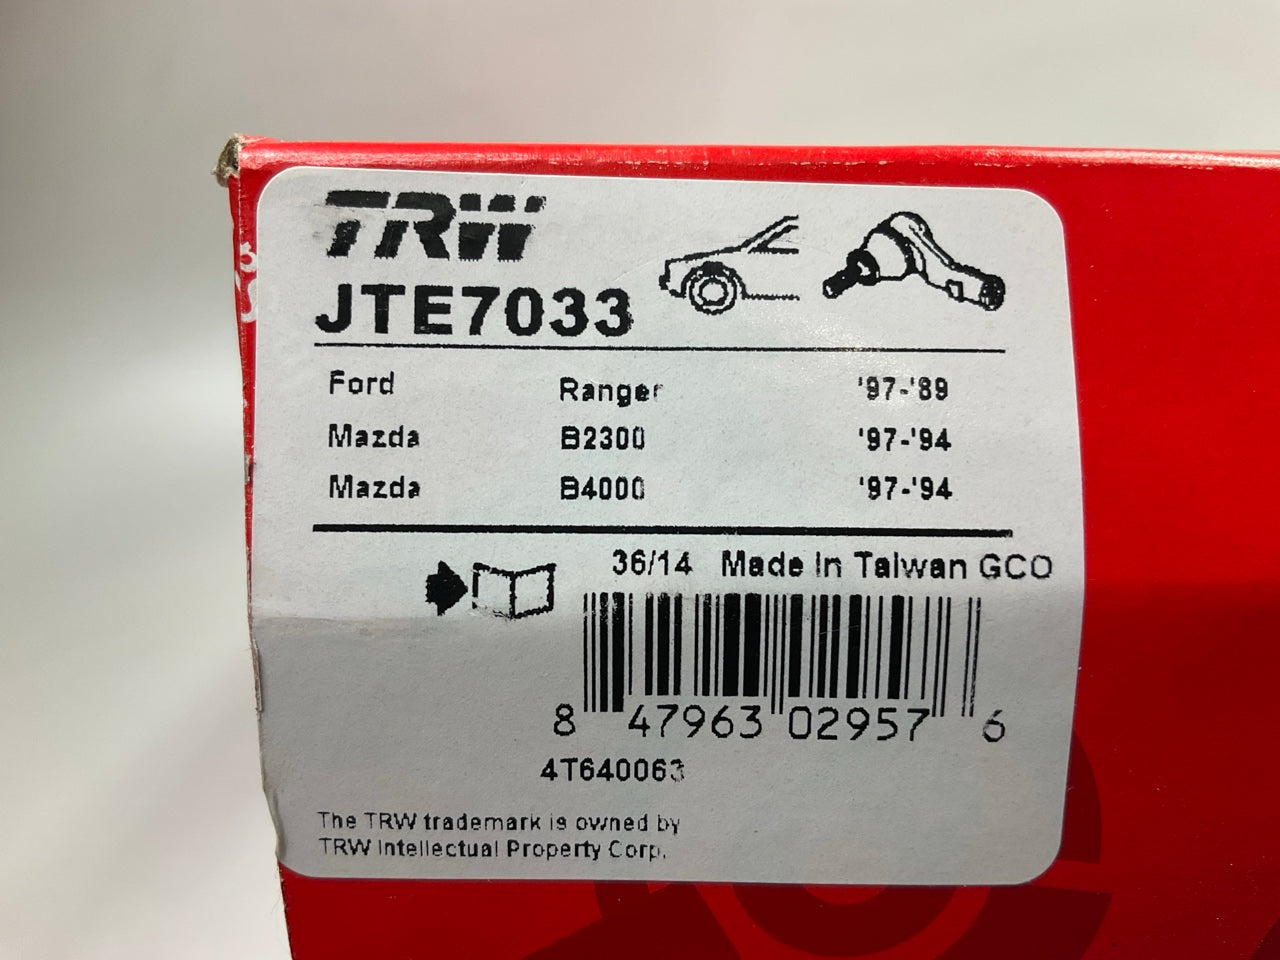 TRW
JTE7033
Ford Ranger '97-'89
Mazda B2300 '97-'94
Mazda B4000 '97-'94
36/14 Made In Taiwan GCO
8 47963 02957 6
4T640063
The TRW trademark is owned by
TRW Intellectual Property Corp.